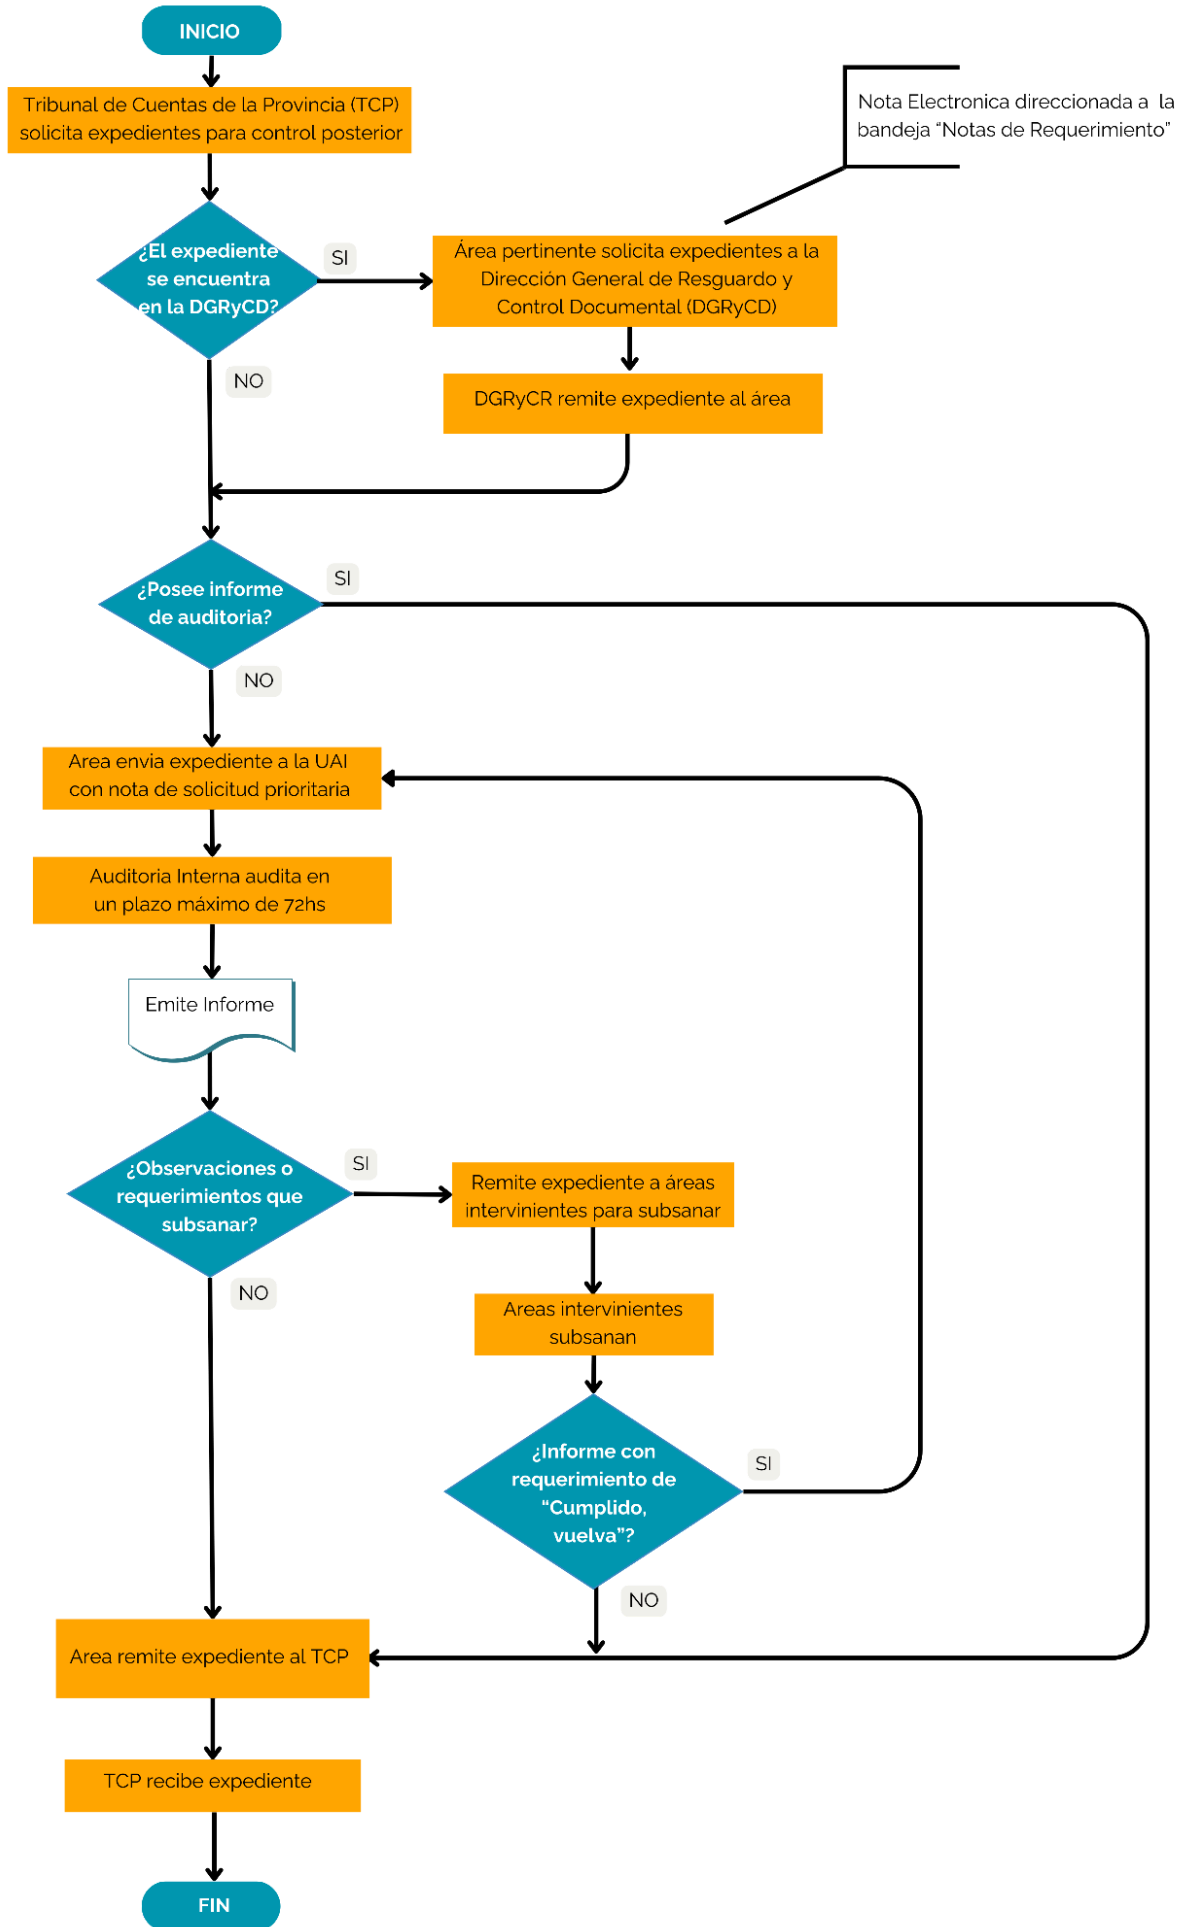 INICIO
Tribunal de Cuentas de la Provincia (TCP)
solicita expedientes para control posterior
Nota Electronica direccionada a la
bandeja “Notas de Requerimiento”
¿El expediente
se encuentra
en la DGRyCD?
SI
Área pertinente solicita expedientes a la
Dirección General de Resguardo y
Control Documental (DGRyCD)
NO
DGRyCR remite expediente al área
¿Posee informe
de auditoria?
SI
NO
Area envia expediente a la UAI
con nota de solicitud prioritaria
Auditoria Interna audita en
un plazo máximo de 72hs
Emite Informe
¿Observaciones o
requerimientos que
subsanar?
SI
Remite expediente a áreas
intervinientes para subsanar
NO
Areas intervinientes
subsanan
¿Informe con
requerimiento de
“Cumplido,
vuelva”?
SI
NO
Area remite expediente al TCP
TCP recibe expediente
FIN